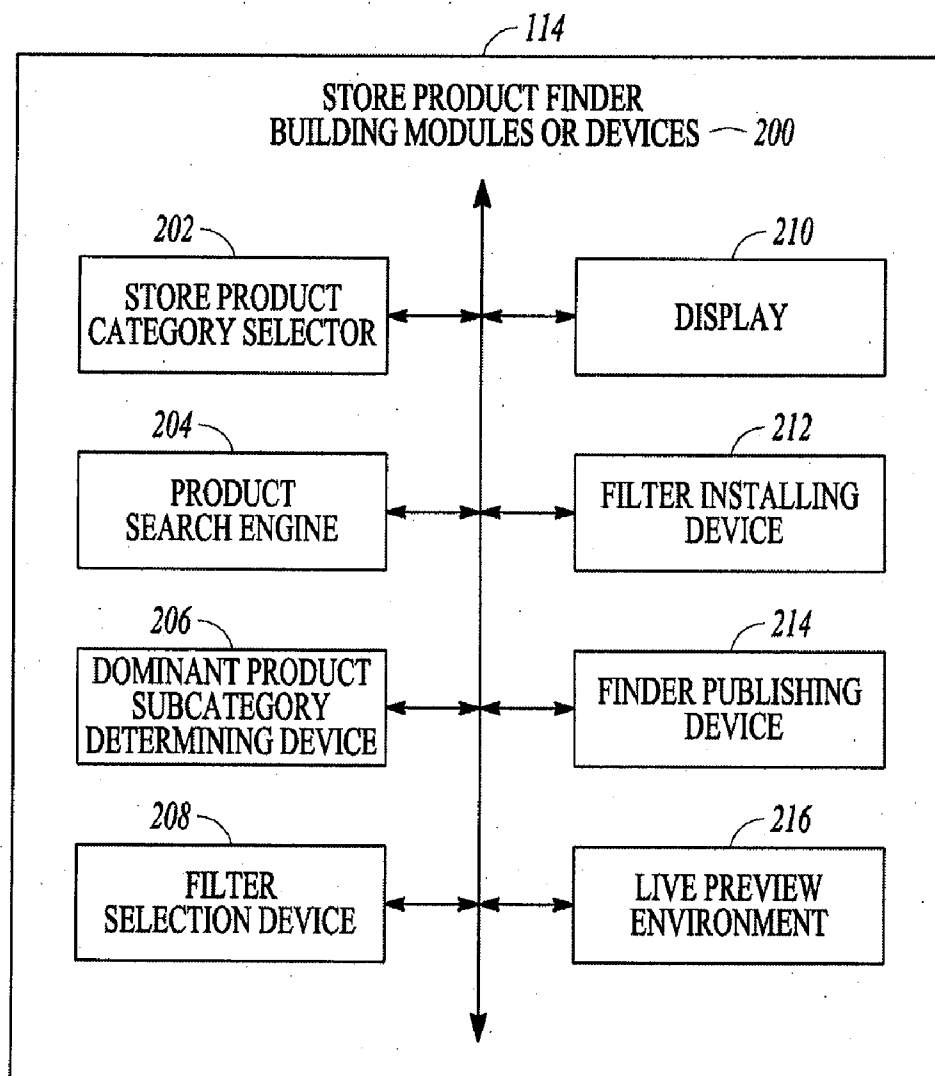 114
STORE PRODUCT FINDER
BUILDING MODULES OR DEVICES 200
202
STORE PRODUCT
CATEGORY SELECTOR
210
DISPLAY
204
PRODUCT
SEARCH ENGINE
212
FILTER INSTALLING
DEVICE
206
DOMINANT PRODUCT
SUBCATEGORY
DETERMINING DEVICE
214
FINDER PUBLISHING
DEVICE
208
FILTER
SELECTION DEVICE
216
LIVE PREVIEW
ENVIRONMENT